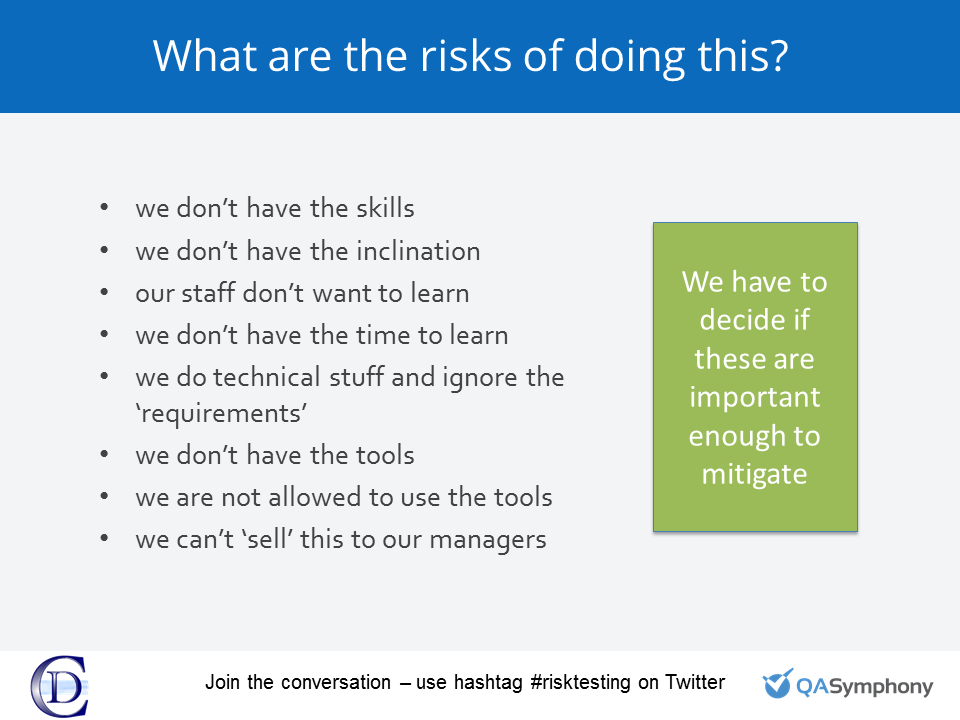 What are the risks of doing this?
• we don’t have the skills
• we don’t have the inclination
• our staff don’t want to learn
• we don’t have the time to learn
• we do technical stuff and ignore the
‘requirements’
• we don’t have the tools
• we are not allowed to use the tools
• we can’t ‘sell’ this to our managers
We have to
decide if
these are
important
enough to
mitigate
CD
Join the conversation – use hashtag #risktesting on Twitter
QASymphony